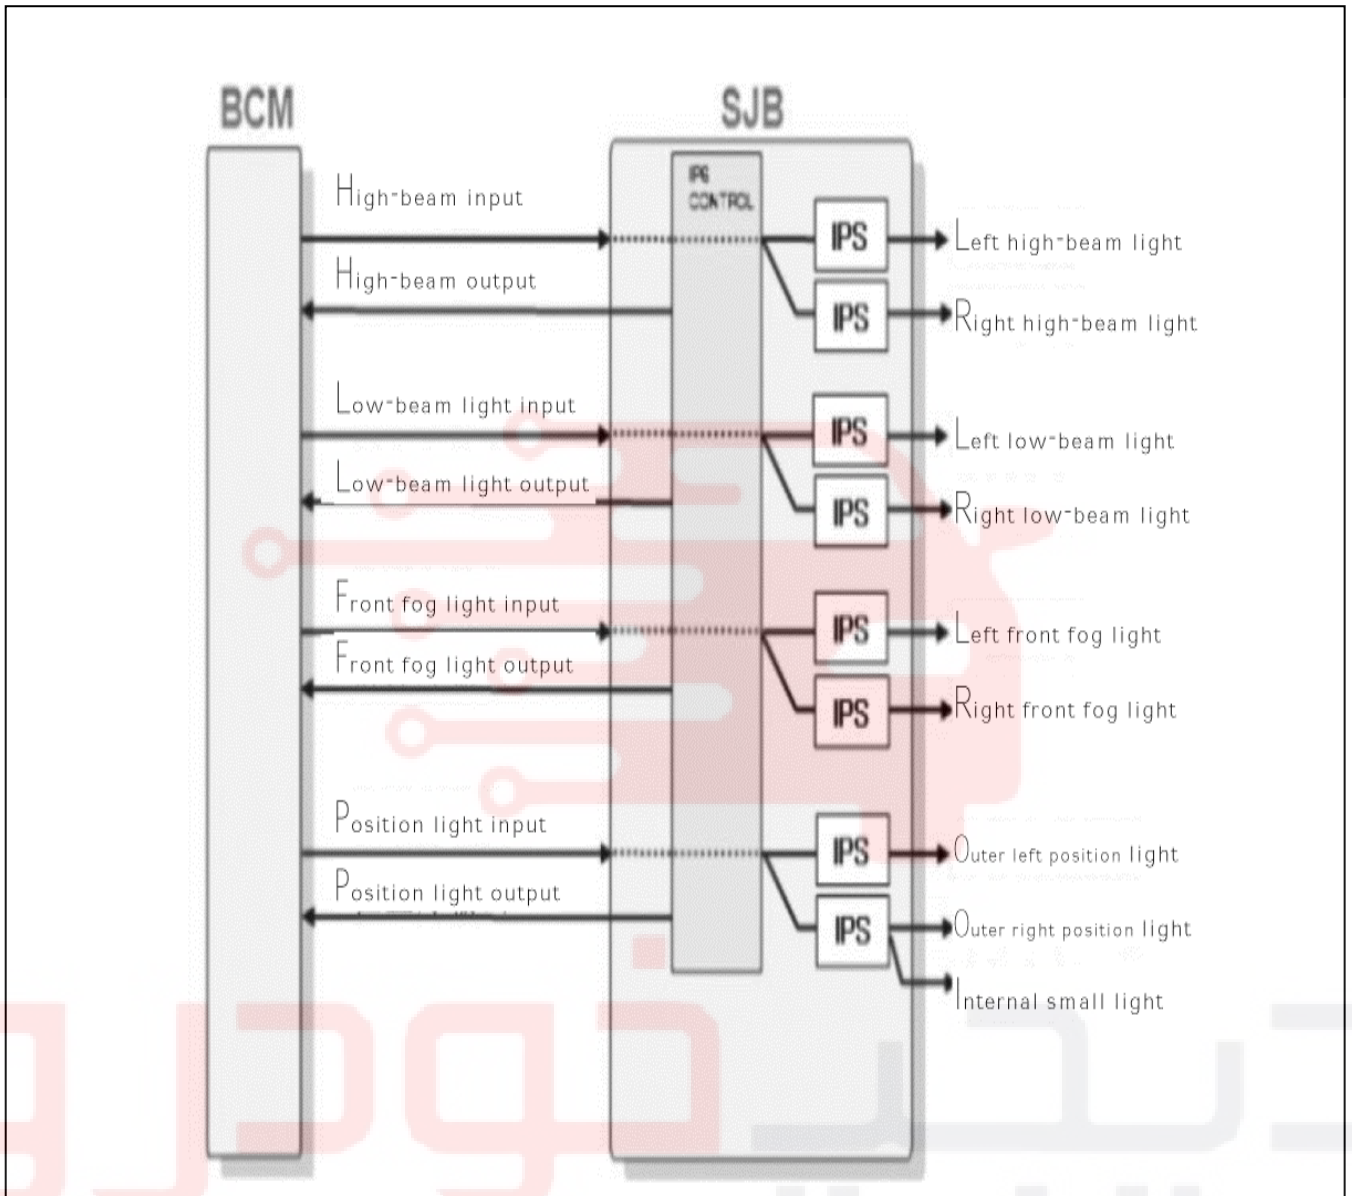 BCM
SJB
High-beam input
IPS
CONTROL
IPS
Left high-beam light
High-beam output
IPS
Right high-beam light
Low-beam light input
IPS
Left low-beam light
Low-beam light output
IPS
Right low-beam light
Front fog light input
IPS
Left front fog light
Front fog light output
IPS
Right front fog light
Position light input
IPS
Outer left position light
Position light output
IPS
Outer right position light
Internal small light
خودرو